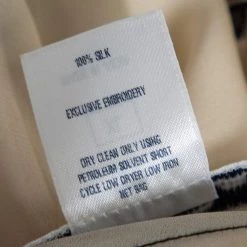 100% SILK
EXCLUSIVE EMBROIDERY
DRY CLEAN ONLY USING
PETROLEUM SOLVENT SHORT
CYCLE LOW DRYER LOW IRON
NET BAG